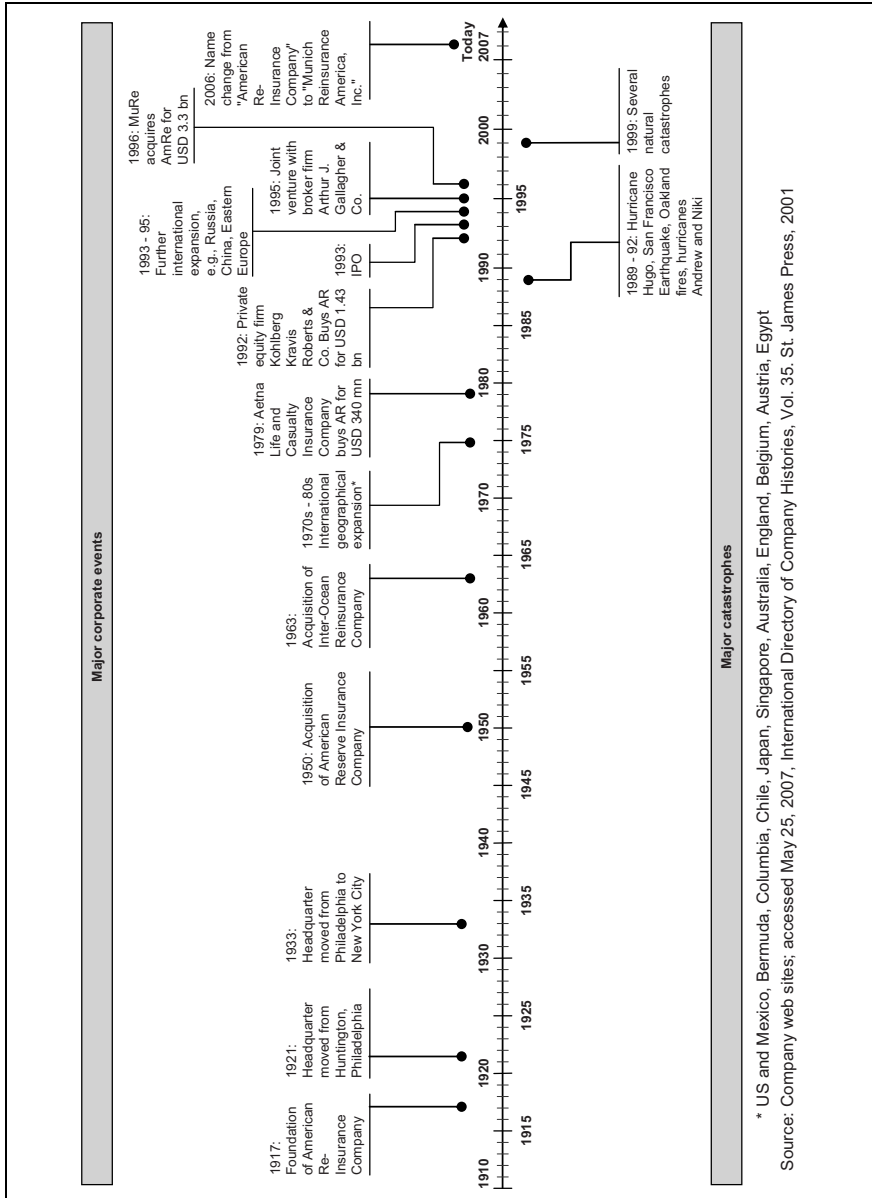 Major corporate events
1917:
Foundation
of American
Re-
Insurance
Company
1921:
Headquarter
moved from
Huntington,
Philadelphia
1933:
Headquarter
moved from
Philadelphia to
New York City
1950: Acquisition
of American
Reserve Insurance
Company
1963:
Acquisition of
Inter-Ocean
Reinsurance
Company
1970s - 80s
International
geographical
expansion*
1979: Aetna
Life and
Casualty
Insurance
Company
buys AR for
USD 340 mn
1992: Private
equity firm
Kohlberg
Kravis
Roberts &
Co. Buys AR
for USD 1.43
bn
1993:
IPO
1993 - 95:
Further
international
expansion,
e.g., Russia,
China, Eastern
Europe
1995: Joint
venture with
broker firm
Arthur J.
Gallagher &
Co.
1996: MuRe
acquires
AmRe for
USD 3.3 bn
2006: Name
change from
"American
Re-
Insurance
Company"
to "Munich
Reinsurance
America,
Inc."
1910 1915 1920 1925 1930 1935 1940 1945 1950 1955 1960 1965 1970 1975 1980 1985 1990 1995 2000 2007
Today
1989 - 92: Hurricane
Hugo, San Francisco
Earthquake, Oakland
fires, hurricanes
Andrew and Niki
1999: Several
natural
catastrophes
Major catastrophes
* US and Mexico, Bermuda, Columbia, Chile, Japan, Singapore, Australia, England, Belgium, Austria, Egypt
Source: Company web sites; accessed May 25, 2007, International Directory of Company Histories, Vol. 35. St. James Press, 2001